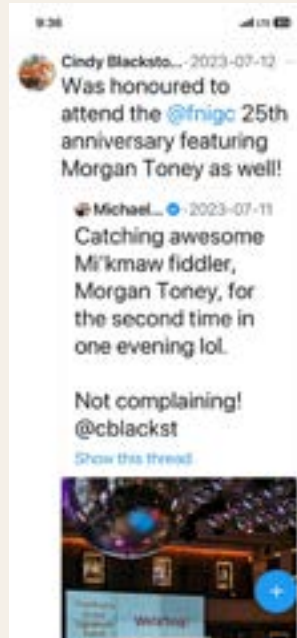 9:36
Cindy Blacksto... · 2023-07-12
Was honoured to
attend the @fnigc 25th
anniversary featuring
Morgan Toney as well!
Michael... · 2023-07-11
Catching awesome
Mi'kmaw fiddler,
Morgan Toney, for
the second time in
one evening lol.
Not complaining!
@cblackst
Show this thread